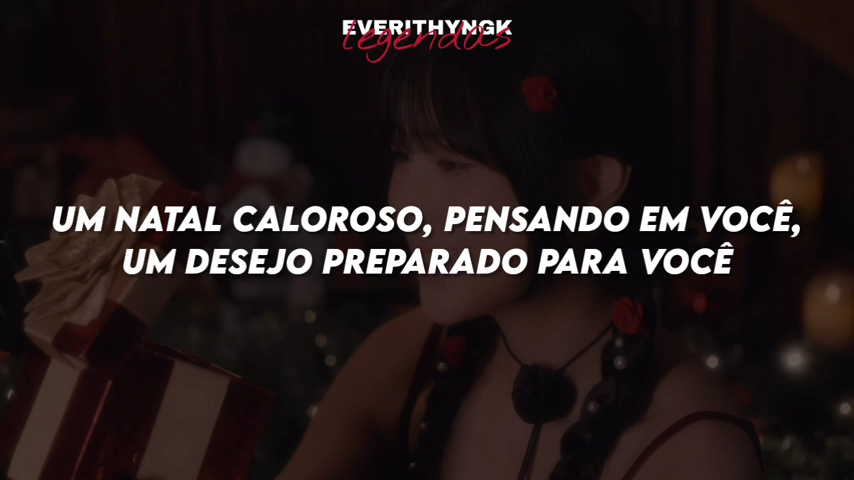 EVERITHYNGK
legendas
UM NATAL CALOROSO, PENSANDO EM VOCÊ,
UM DESEJO PREPARADO PARA VOCÊ